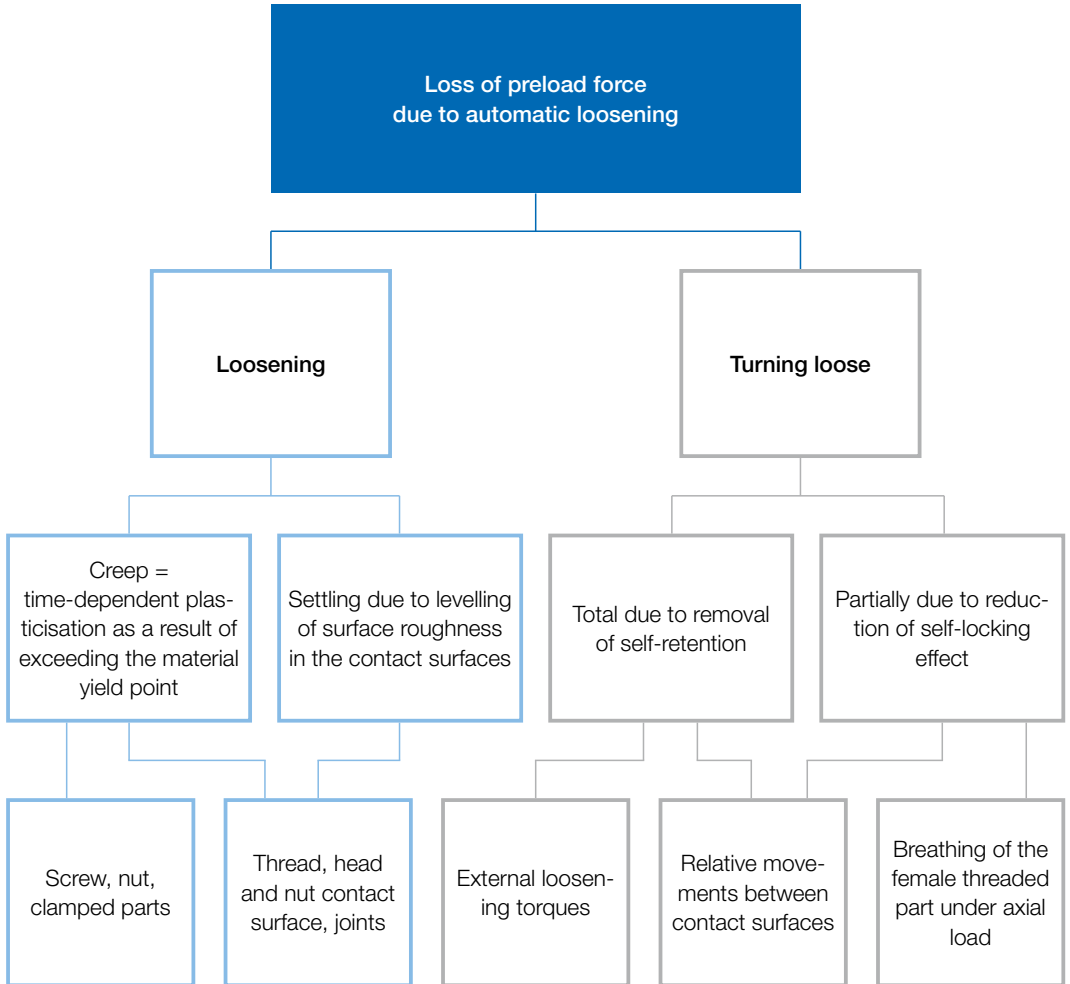 Loss of preload force
due to automatic loosening
Loosening
Turning loose
Creep =
time-dependent plas-
ticisation as a result of
exceeding the material
yield point
Settling due to levelling
of surface roughness
in the contact surfaces
Total due to removal
of self-retention
Partially due to reduc-
tion of self-locking
effect
Screw, nut,
clamped parts
Thread, head
and nut contact
surface, joints
External loosen-
ing torques
Relative move-
ments between
contact surfaces
Breathing of the
female threaded
part under axial
load